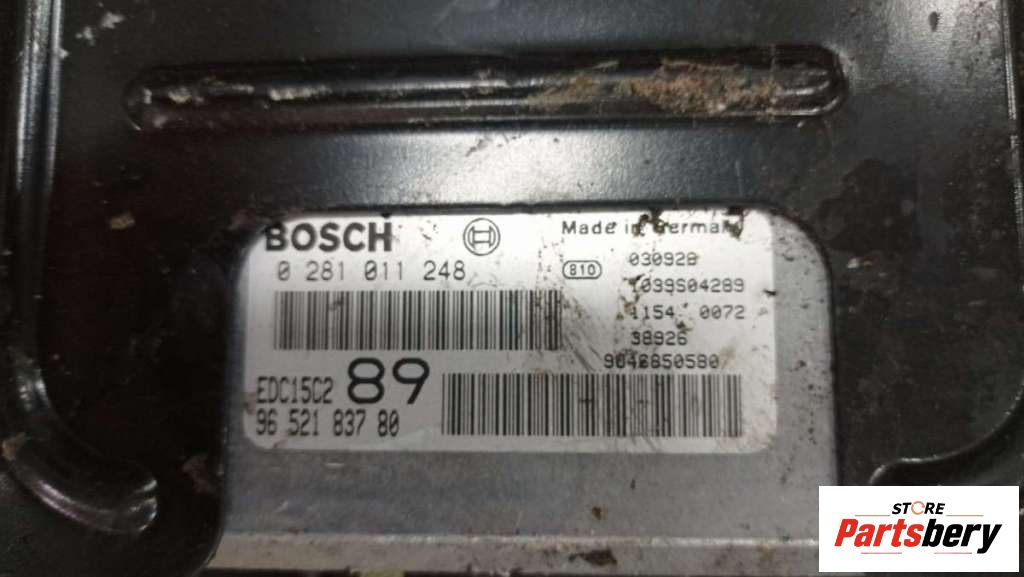 BOSCH
Made in Germany
0 281 011 248
810
030928
1039S04289
1154 0072
38926
EDC15C2 89
96 521 837 80
STORE
Partsbery